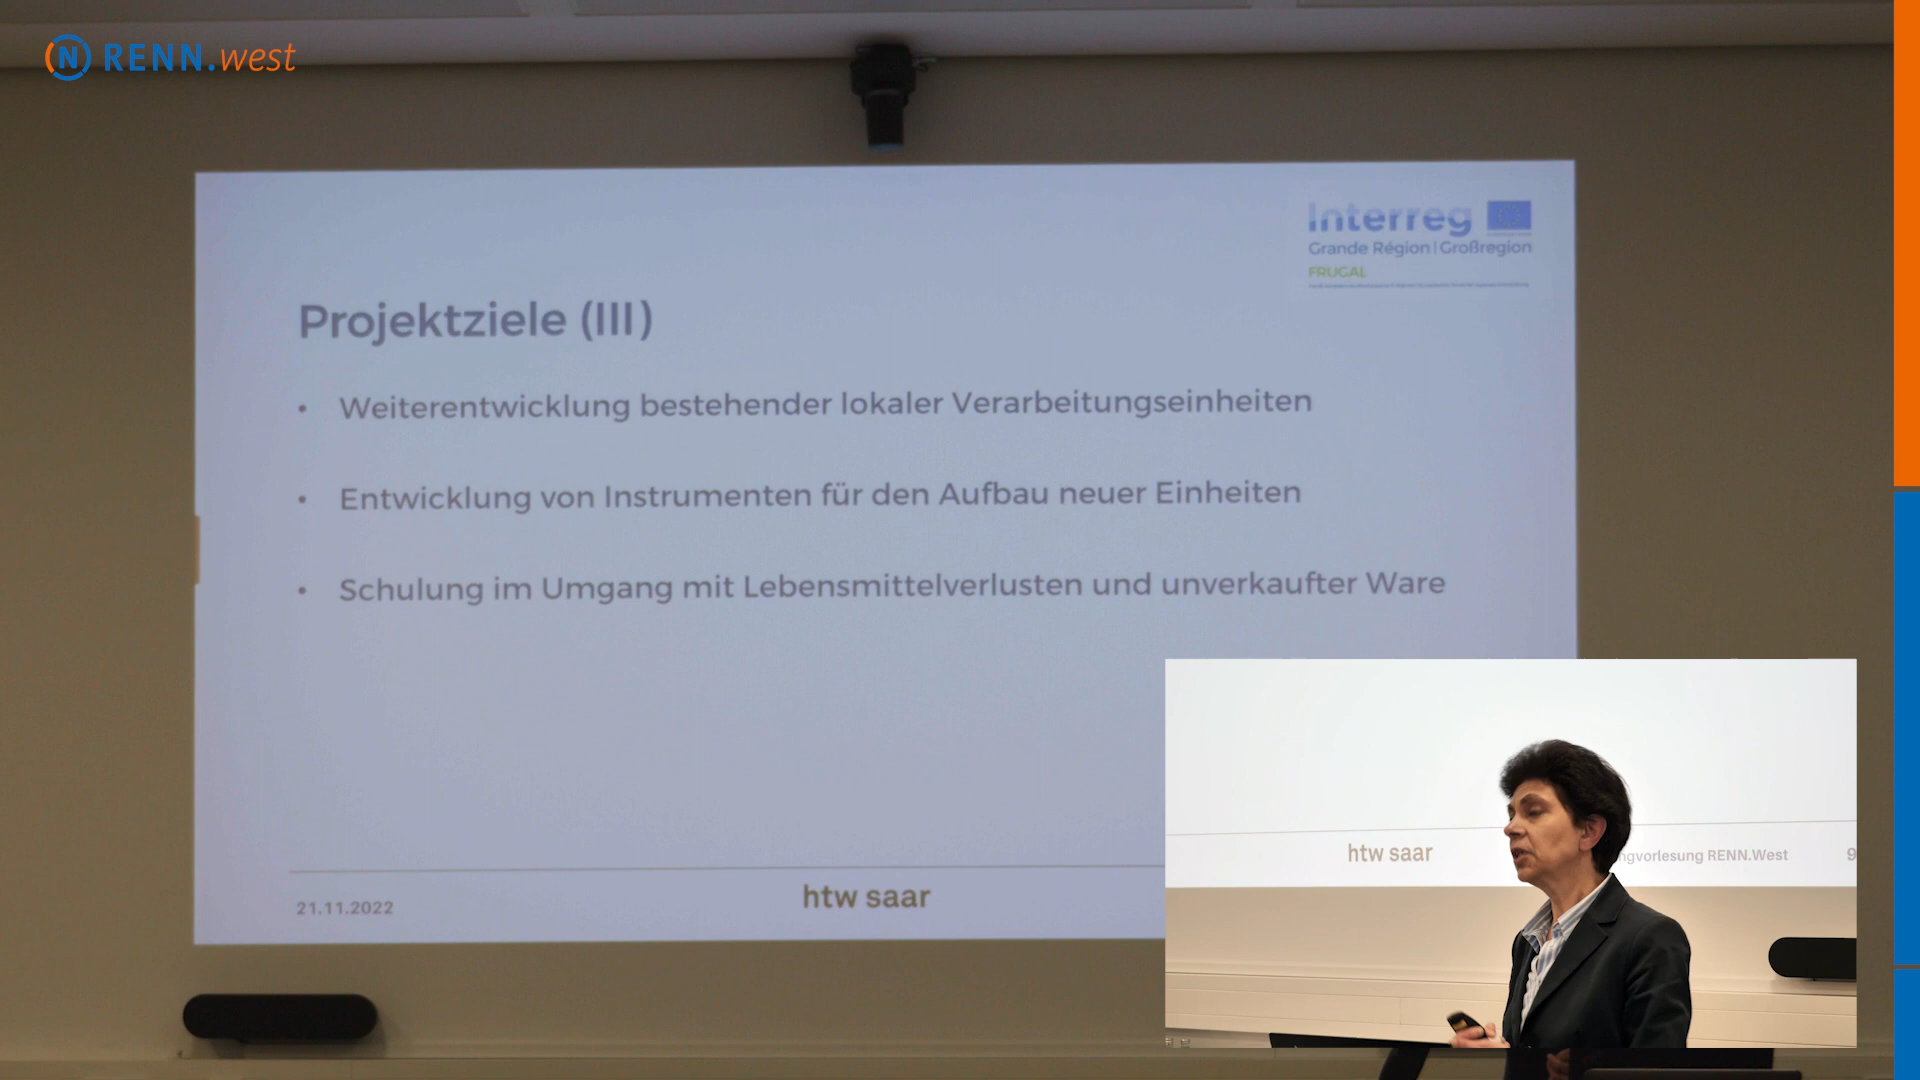 RENN.west
Interreg
Grande Région | Großregion
FRUGAL
Projektziele (III)
• Weiterentwicklung bestehender lokaler Verarbeitungseinheiten
• Entwicklung von Instrumenten für den Aufbau neuer Einheiten
• Schulung im Umgang mit Lebensmittelverlusten und unverkaufter Ware
21.11.2022
htw saar
htw saar
RENN.West
9